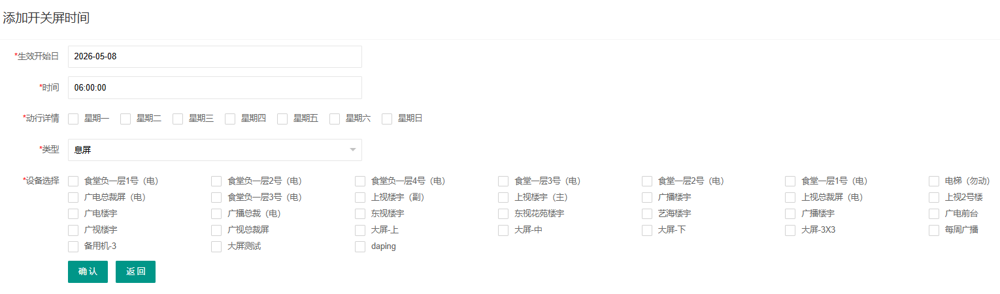 添加开关屏时间
*生效开始日 2026-05-08
*时间 06:00:00
*动行详情 星期一 星期二 星期三 星期四 星期五 星期六 星期日
*类型 息屏
*设备选择 食堂负一层1号（电） 食堂负一层2号（电） 食堂负一层4号（电） 食堂一层3号（电） 食堂一层2号（电） 食堂一层1号（电） 电梯（勿动）
广电总裁屏（电） 食堂负一层3号（电） 上视楼宇（副） 上视楼宇（主） 广播楼宇 上视总裁屏（电） 上视2号楼
广电楼宇 广播总裁（电） 东视楼宇 东视花苑楼宇 艺海楼宇 广播楼宇 广电前台
广视楼宇 广视总裁屏 大屏-上 大屏-中 大屏-下 大屏-3X3 每周广播
备用机-3 大屏测试 daping
确认 返回